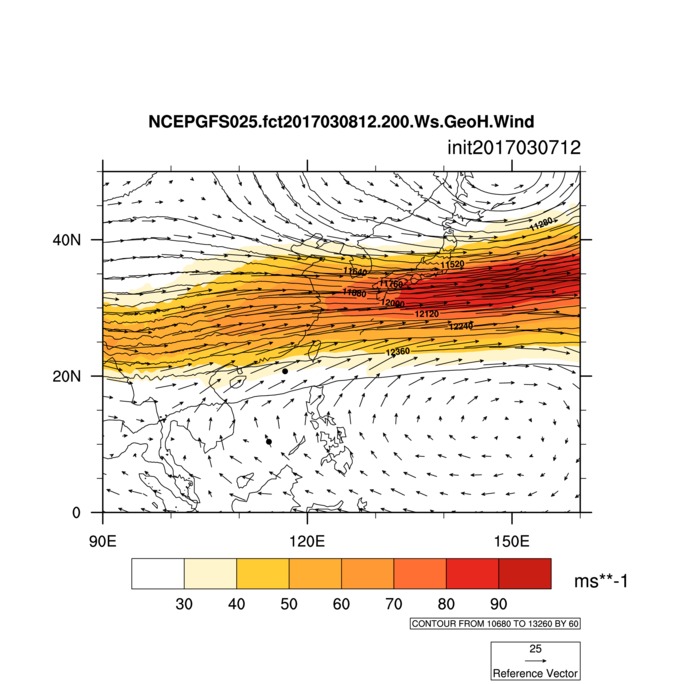 NCEPGFS025.fct2017030812.200.Ws.GeoH.Wind
init2017030712
11280
40N
11520
11640
11760
11880
12000
12120
12240
12360
20N
0
90E 120E 150E
30 40 50 60 70 80 90
ms**-1
CONTOUR FROM 10680 TO 13260 BY 60
25
Reference Vector